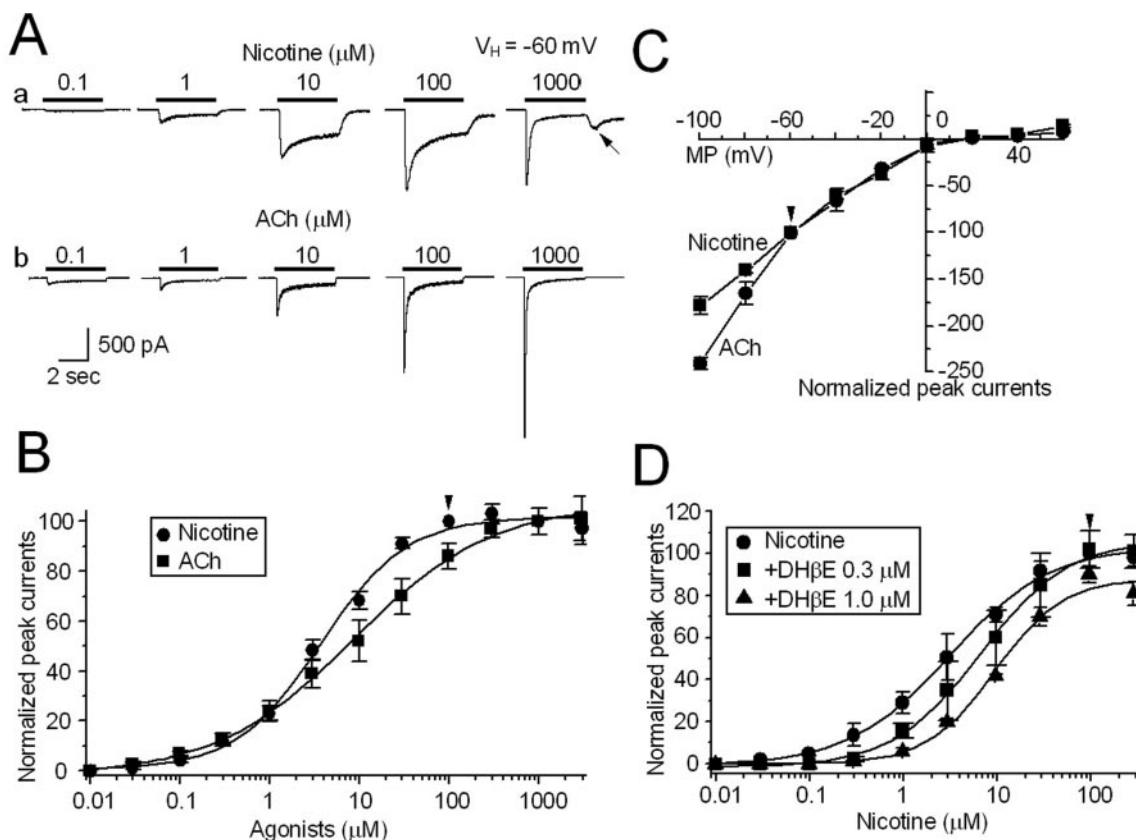 A
Nicotine (μM)
V_H = -60 mV
a
0.1
1
10
100
1000
ACh (μM)
b
0.1
1
10
100
1000
500 pA
2 sec
C
-100
-60
-20
0
40
MP (mV)
-50
-100
-150
-200
-250
Nicotine
ACh
Normalized peak currents
B
Normalized peak currents
100
80
60
40
20
0
Nicotine
ACh
0.01
0.1
1
10
100
1000
Agonists (μM)
D
Normalized peak currents
120
100
80
60
40
20
0
Nicotine
+DHβE 0.3 μM
+DHβE 1.0 μM
0.01
0.1
1
10
100
Nicotine (μM)